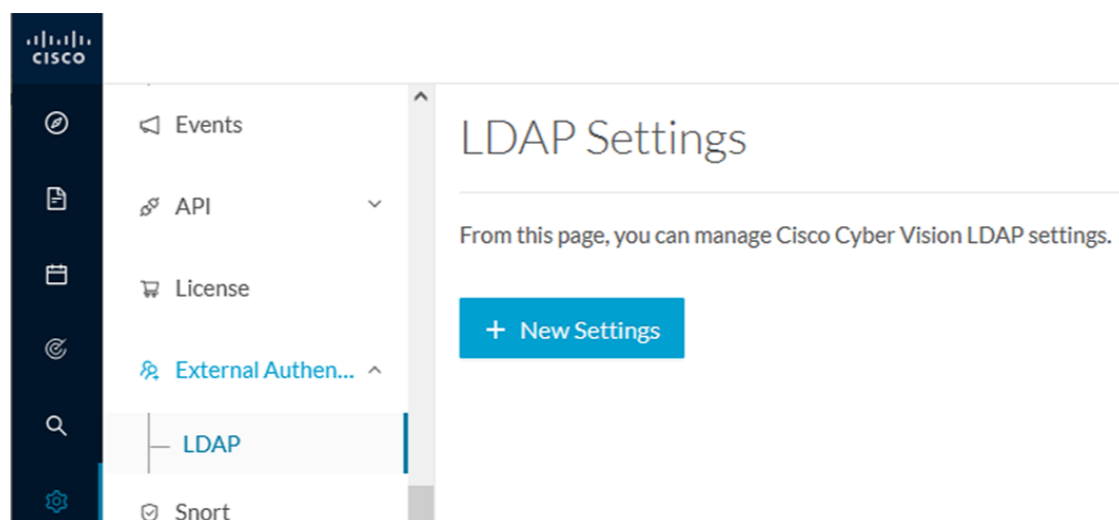 CISCO
Events
API
License
External Authen...
LDAP
Snort
LDAP Settings
From this page, you can manage Cisco Cyber Vision LDAP settings.
+ New Settings